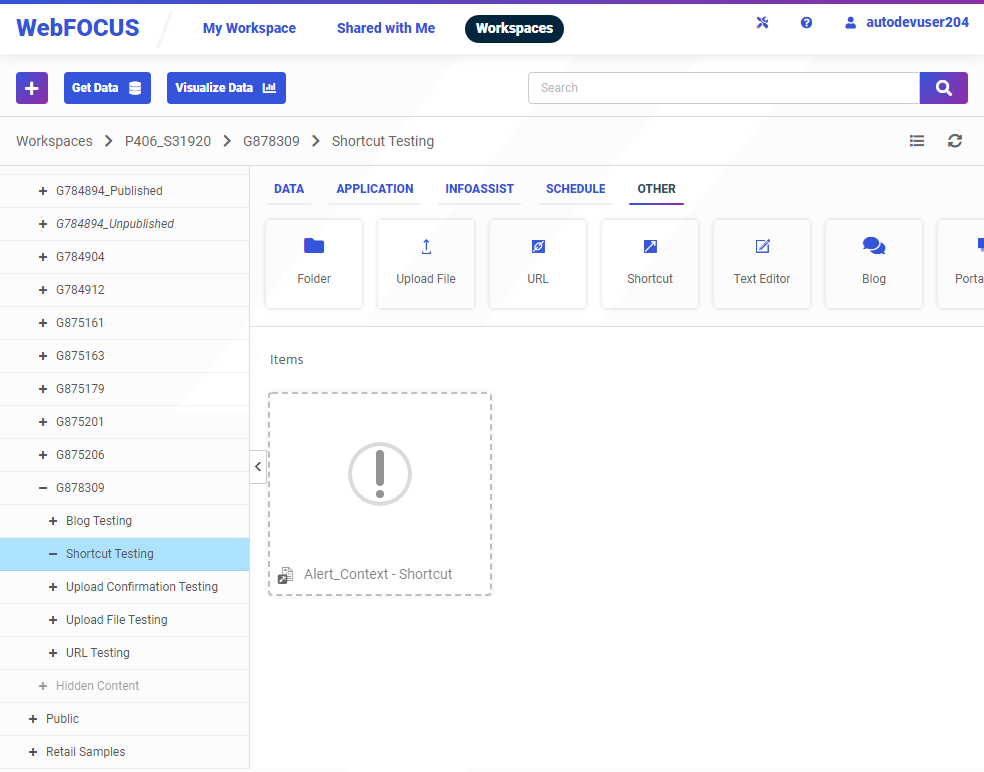 WebFOCUS
My Workspace
Shared with Me
Workspaces
autodevuser204
Get Data
Visualize Data
Search
Workspaces > P406_S31920 > G878309 > Shortcut Testing
G784894_Published
G784894_Unpublished
G784904
G784912
G875161
G875163
G875179
G875201
G875206
G878309
Blog Testing
Shortcut Testing
Upload Confirmation Testing
Upload File Testing
URL Testing
Hidden Content
Public
Retail Samples
DATA
APPLICATION
INFOASSIST
SCHEDULE
OTHER
Folder
Upload File
URL
Shortcut
Text Editor
Blog
Porta
Items
Alert_Context - Shortcut